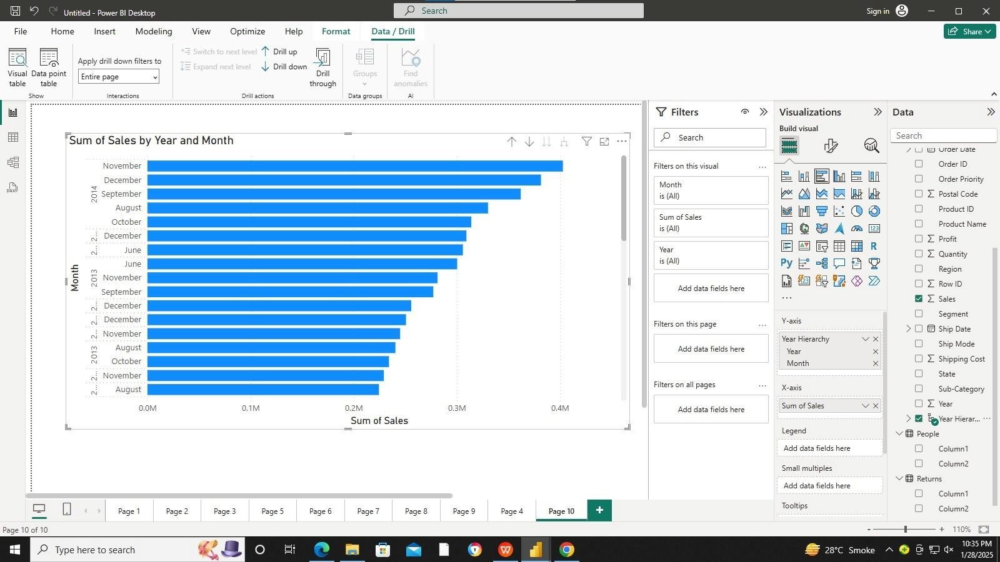 Untitled - Power BI Desktop
Search
Sign in
File Home Insert Modeling View Optimize Help Format Data / Drill
Share
Visual table
Data point table
Show
Apply drill down filters to
Entire page
Interactions
Switch to next level
Expand next level
Drill up
Drill down
Drill through
Drill actions
Groups
Data groups
Find anomalies
AI
Sum of Sales by Year and Month
Month
2014
November
December
September
August
October
2...
December
2...
June
2013
June
November
September
2...
December
2...
December
2...
November
2013
August
October
2...
November
2...
August
0.0M 0.1M 0.2M 0.3M 0.4M
Sum of Sales
Filters
Search
Filters on this visual
Month
is (All)
Sum of Sales
is (All)
Year
is (All)
Add data fields here
Filters on this page
Add data fields here
Filters on all pages
Add data fields here
Visualizations
Build visual
123
R
Py
Y-axis
Year Hierarchy
Year
Month
X-axis
Sum of Sales
Legend
Add data fields here
Small multiples
Add data fields here
Tooltips
Data
Search
Order Date
Order ID
Order Priority
Postal Code
Product ID
Product Name
Profit
Quantity
Region
Row ID
Sales
Segment
Ship Date
Ship Mode
Shipping Cost
State
Sub-Category
Year
Year Hierar...
People
Column1
Column2
Returns
Column1
Column2
Page 1 Page 2 Page 3 Page 5 Page 6 Page 7 Page 8 Page 9 Page 4 Page 10
Page 10 of 10
110%
Type here to search
28°C Smoke
10:35 PM
1/28/2025